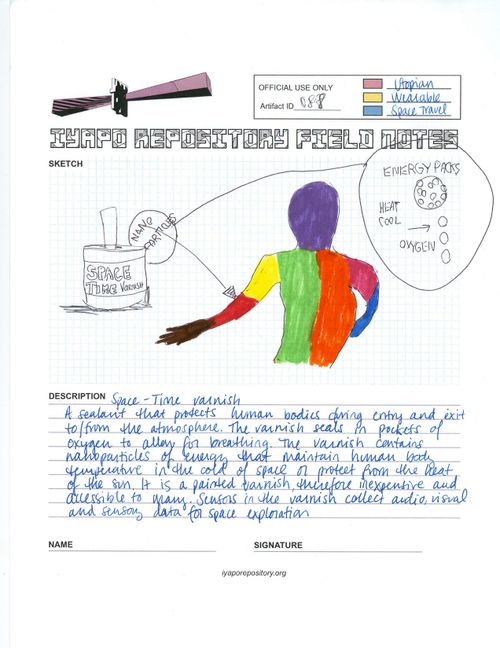 OFFICIAL USE ONLY
Artifact ID 088
Utopian
Wearable
Space Travel
IYAPO REPOSITORY FIELD NOTES
SKETCH
ENERGY PACKS
HEAT
COOL
OXYGEN
NANO
PARTICLES
SPACE
TIME Varnish
DESCRIPTION Space-Time varnish
A sealant that protects human bodies during entry and exit
to/from the atmosphere. The varnish seals in pockets of
oxygen to allow for breathing. The varnish contains
nanoparticles of energy that maintain human body
temperature in the cold of space or protect from the heat
of the sun. It is a painted varnish, therefore inexpensive and
accessible to many. Sensors in the varnish collect audio, visual
and sensory data for space exploration
NAME
SIGNATURE
iyaporepository.org